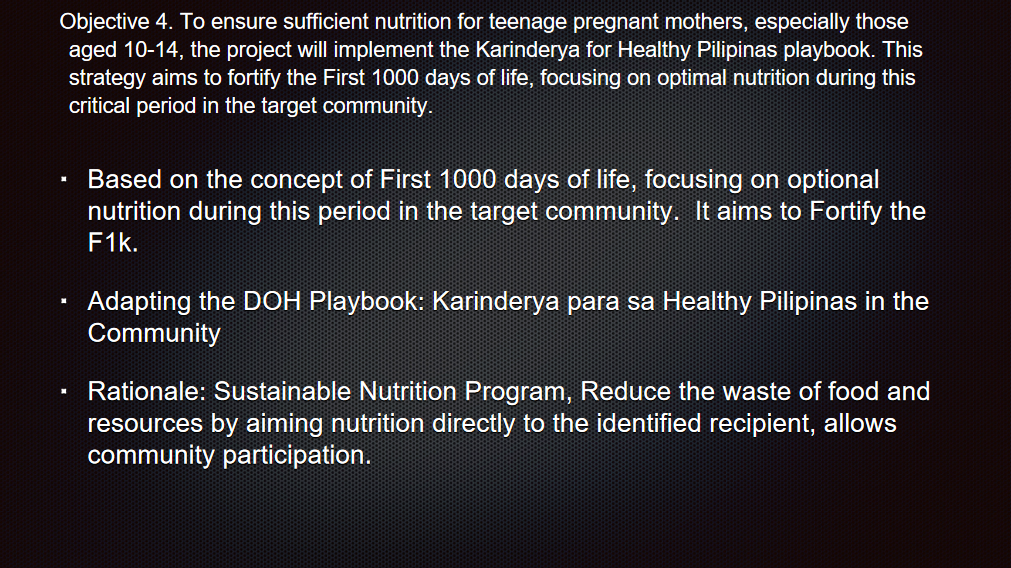 Objective 4. To ensure sufficient nutrition for teenage pregnant mothers, especially those
aged 10-14, the project will implement the Karinderya for Healthy Pilipinas playbook. This
strategy aims to fortify the First 1000 days of life, focusing on optimal nutrition during this
critical period in the target community.
▪ Based on the concept of First 1000 days of life, focusing on optional
nutrition during this period in the target community. It aims to Fortify the
F1k.
▪ Adapting the DOH Playbook: Karinderya para sa Healthy Pilipinas in the
Community
▪ Rationale: Sustainable Nutrition Program, Reduce the waste of food and
resources by aiming nutrition directly to the identified recipient, allows
community participation.